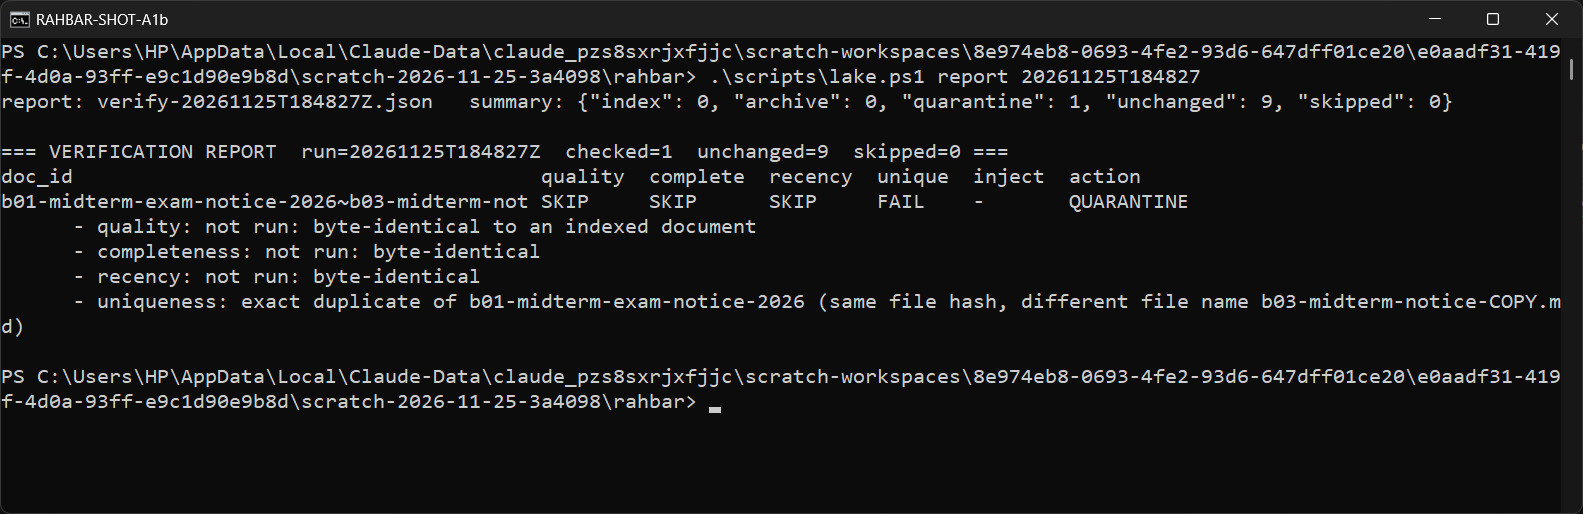 RAHBAR-SHOT-A1b
PS C:\Users\HP\AppData\Local\Claude-Data\claude_pzs8sxrjxfjjc\scratch-workspaces\8e974eb8-0693-4fe2-93d6-647dff01ce20\e0aadf31-419
f-4d0a-93ff-e9c1d90e9b8d\scratch-2026-11-25-3a4098\rahbar> .\scripts\lake.ps1 report 20261125T184827
report: verify-20261125T184827Z.json   summary: {"index": 0, "archive": 0, "quarantine": 1, "unchanged": 9, "skipped": 0}
=== VERIFICATION REPORT  run=20261125T184827Z  checked=1  unchanged=9  skipped=0 ===
doc_id                                       quality  complete  recency  unique  inject  action
b01-midterm-exam-notice-2026~b03-midterm-not SKIP     SKIP      SKIP     FAIL    -       QUARANTINE
      - quality: not run: byte-identical to an indexed document
      - completeness: not run: byte-identical
      - recency: not run: byte-identical
      - uniqueness: exact duplicate of b01-midterm-exam-notice-2026 (same file hash, different file name b03-midterm-notice-COPY.m
d)
PS C:\Users\HP\AppData\Local\Claude-Data\claude_pzs8sxrjxfjjc\scratch-workspaces\8e974eb8-0693-4fe2-93d6-647dff01ce20\e0aadf31-419
f-4d0a-93ff-e9c1d90e9b8d\scratch-2026-11-25-3a4098\rahbar>